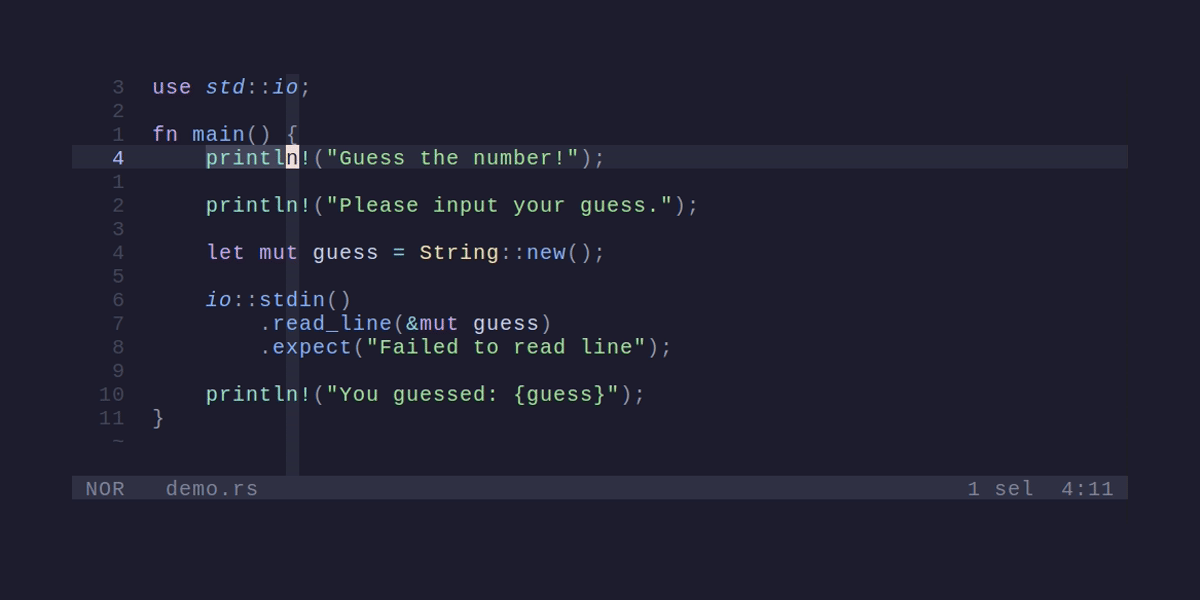 3  use std::io;
2
1  fn main() {
4      println!("Guess the number!");
1
2      println!("Please input your guess.");
3
4      let mut guess = String::new();
5
6      io::stdin()
7          .read_line(&mut guess)
8          .expect("Failed to read line");
9
10      println!("You guessed: {guess}");
11  }
~
NOR   demo.rs   1 sel  4:11